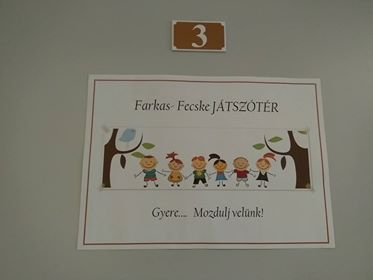 3
Farkas- Fecske JÁTSZÓTÉR
Gyere.... Mozdulj velünk!